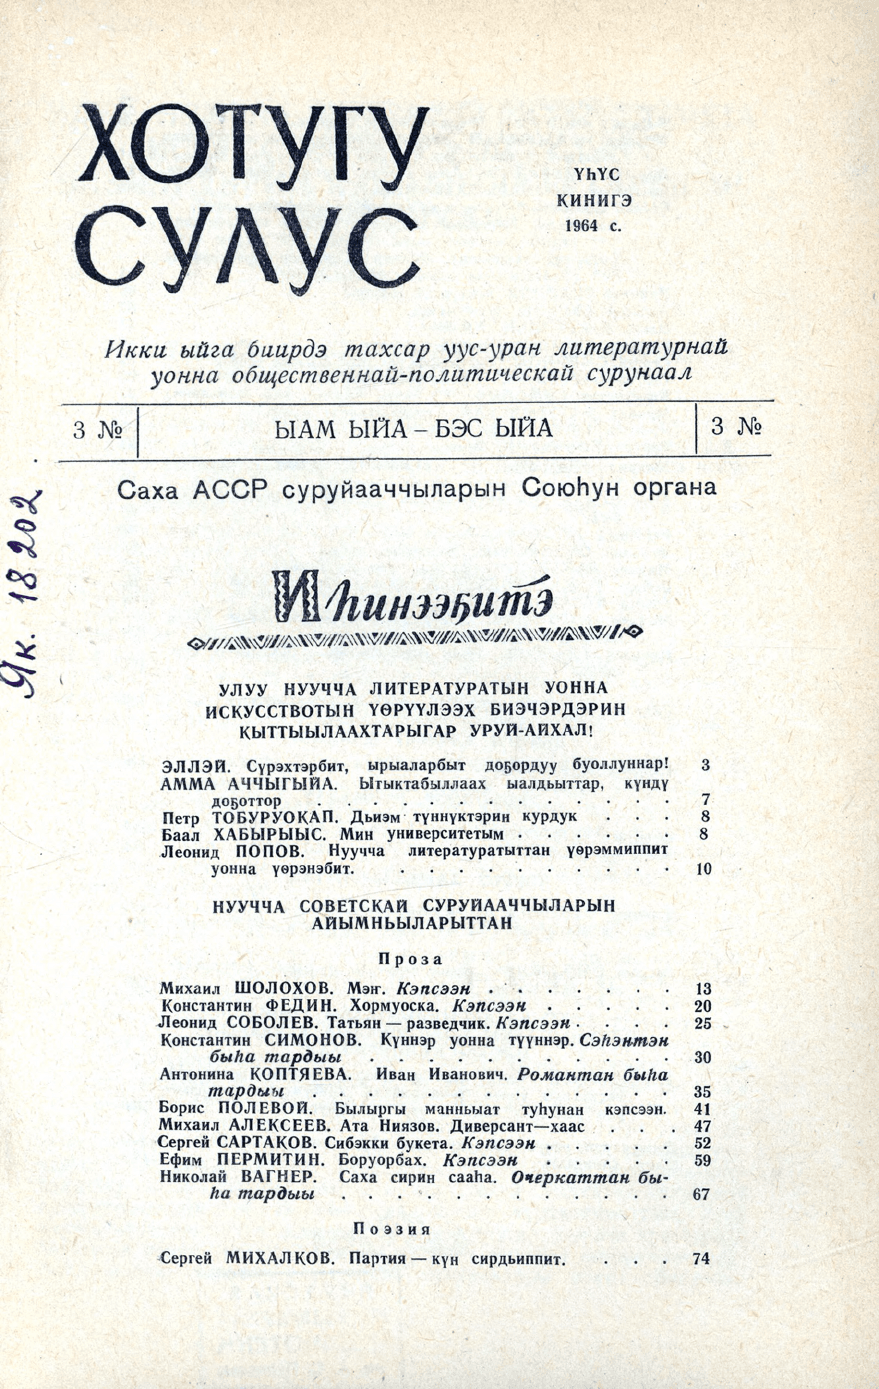 ХОТУГУ
СУЛУС
ҮҺҮС
КИНИГЭ
1964 с.
Икки ыйга биирдэ тахсар уус-уран литературнай
уонна общественнай-политическай сурунаал
3 № ЫАМ ЫЙА – БЭС ЫЙА 3 №
Саха АССР суруйааччыларын Союһун органа
Як. 18202
Иһинээҕитэ
УЛУУ НУУЧЧА ЛИТЕРАТУРАТЫН УОННА
ИСКУССТВОТЫН ҮӨРҮҮЛЭЭХ БИЭЧЭРДЭРИН
ҚЫТТЫЫЛААХТАРЫГАР УРУЙ-АЙХАЛ!
ЭЛЛЭЙ. Сүрэхтэрбит, ырыаларбыт доҕордуу буоллуннар! 3
АММА АЧЧЫГЫЙА. Ыҥыктабыллаах ыалдьыттар, күндү
доҕоттор . . . . . . . . . . . . 7
Петр ТОБУРУОКАП. Дьиэм түннүктэрин курдук . . . 8
Баал ХАБЫРЫЫС. Мин университетым . . . . . . 8
Леонид ПОПОВ. Нуучча литературатыттан үөрэммиппит
уонна үөрэнэбит. . . . . . . . . . 10
НУУЧЧА СОВЕТСКАЙ СУРУЙААЧЧЫЛАРЫН
АЙЫМНЬЫЛАРЫТТАН
Проза
Михаил ШОЛОХОВ. Мэҥ. Кэпсээн . . . . . . 13
Константин ФЕДИН. Хормуоска. Кэпсээн . . . . . 20
Леонид СОБОЛЕВ. Татьян — разведчик. Кэпсээн . . . . 25
Константин СИМОНОВ. Күннэр уонна түүннэр. Сэһэнтэн
быһа тардыы . . . . . . . . . . . 30
Антонина КОПТЯЕВА. Иван Иванович. Романтан быһа
тардыы . . . . . . . . . . . . 35
Борис ПОЛЕВОЙ. Былыргы манньыат туһунан кэпсээн. 41
Михаил АЛЕКСЕЕВ. Ата Ниязов. Диверсант—хаас . . . 47
Сергей САРТАКОВ. Сибэкки букета. Кэпсээн . . . . . 52
Ефим ПЕРМИТИН. Боруорбах. Кэпсээн . . . . . 59
Николай ВАГНЕР. Саха сирин сааһа. Очеркаттан бы-
һа тардыы . . . . . . . . . . . . 67
Поэзия
Сергей МИХАЛКОВ. Партия — күн сирдьиппит. . . . 74